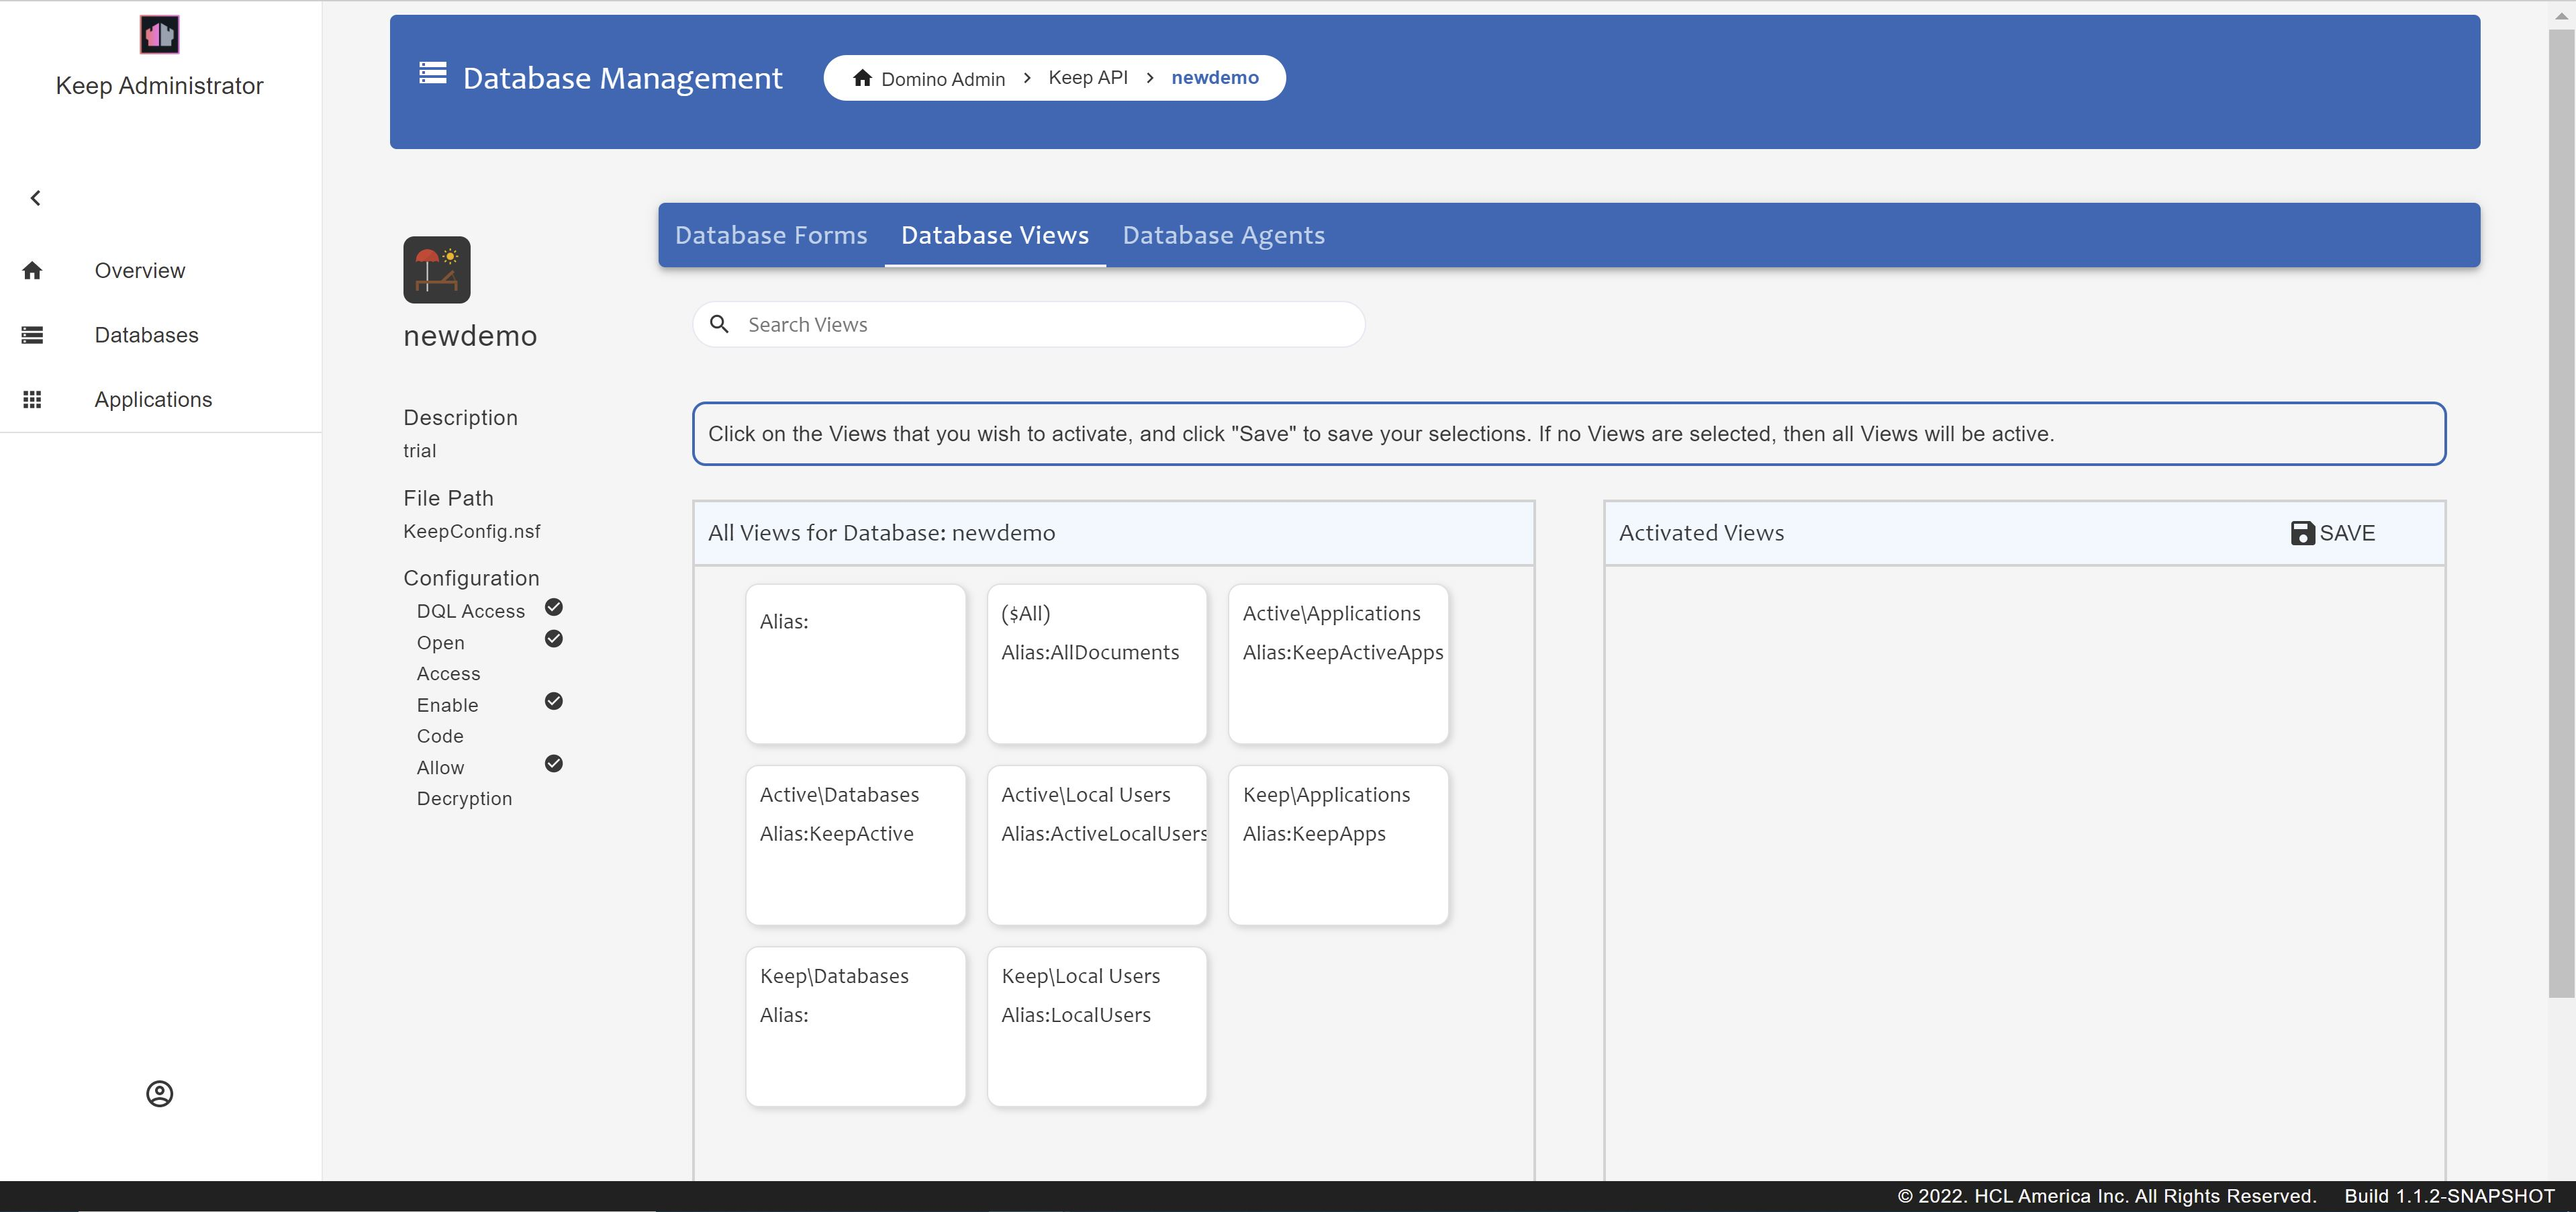 Keep Administrator
Overview
Databases
Applications
Database Management
Domino Admin > Keep API > newdemo
newdemo
Description
trial
File Path
KeepConfig.nsf
Configuration
DQL Access
Open
Access
Enable
Code
Allow
Decryption
Database Forms Database Views Database Agents
Search Views
Click on the Views that you wish to activate, and click "Save" to save your selections. If no Views are selected, then all Views will be active.
All Views for Database: newdemo
Alias:
($All)
Alias:AllDocuments
Active\Applications
Alias:KeepActiveApps
Active\Databases
Alias:KeepActive
Active\Local Users
Alias:ActiveLocalUsers
Keep\Applications
Alias:KeepApps
Keep\Databases
Alias:
Keep\Local Users
Alias:LocalUsers
Activated Views
SAVE
© 2022. HCL America Inc. All Rights Reserved. Build 1.1.2-SNAPSHOT